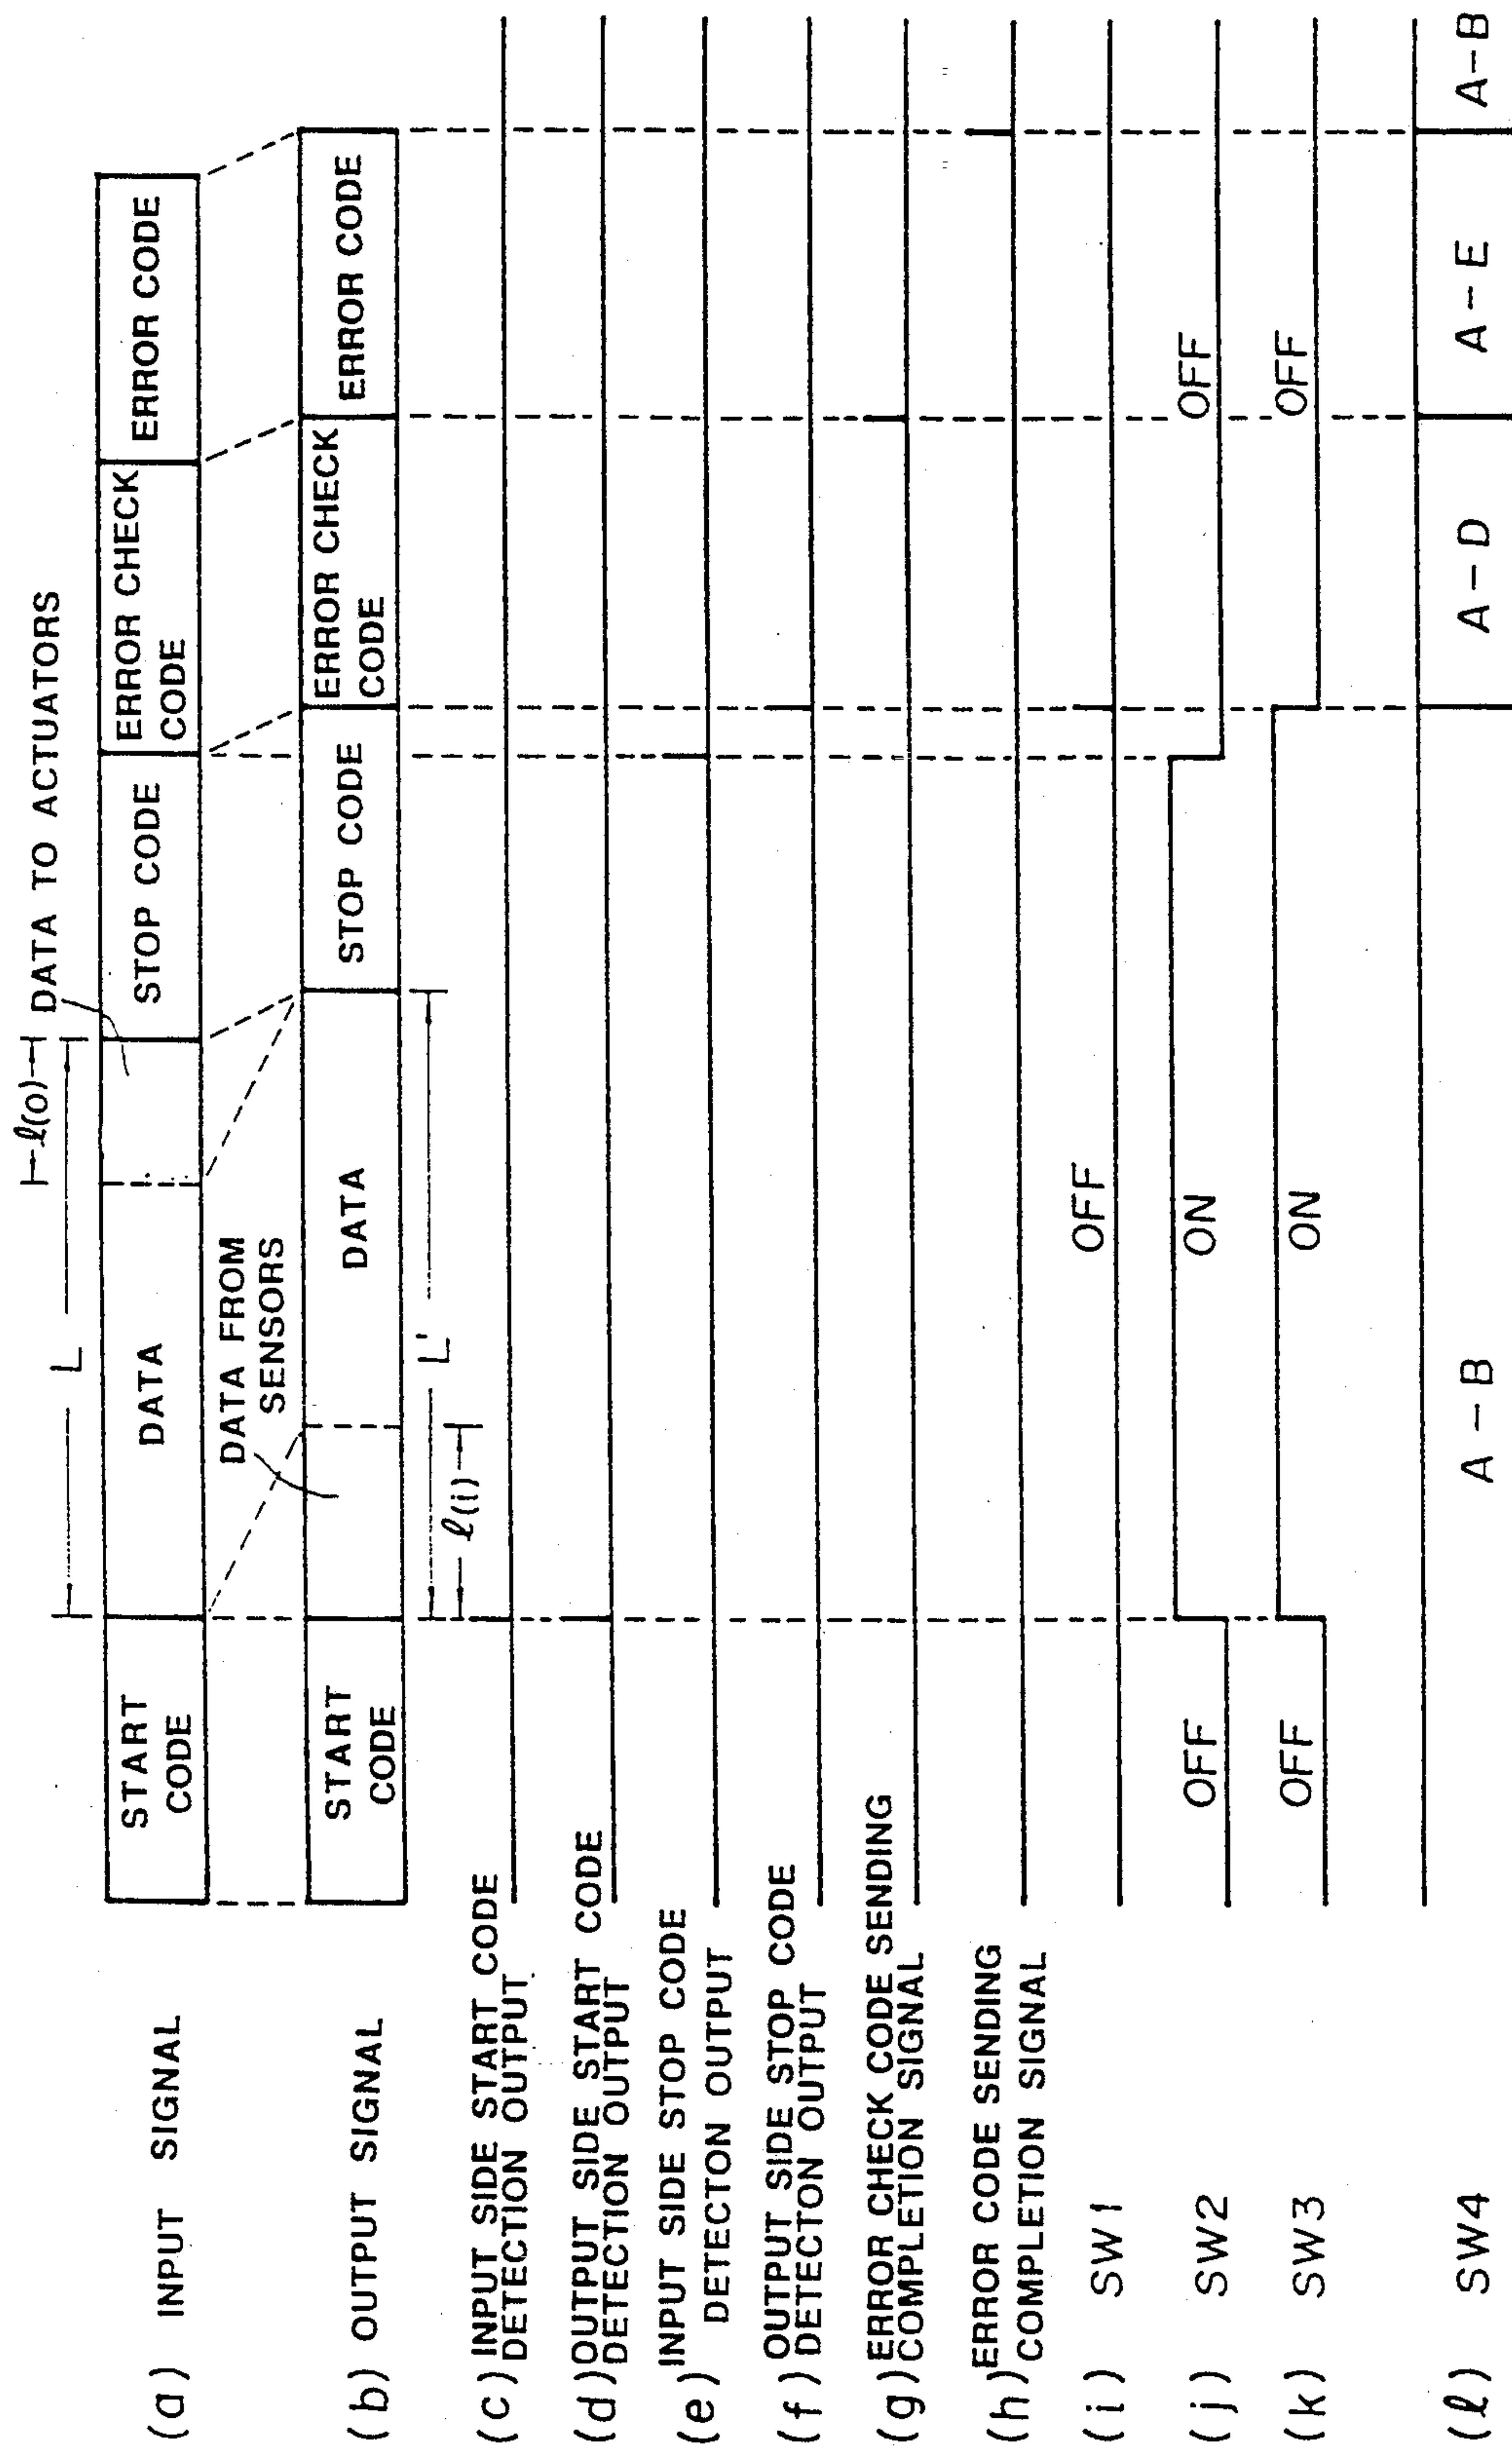 ℓ(o)
DATA TO ACTUATORS
L
(a) INPUT SIGNAL
START
CODE
DATA
STOP CODE
ERROR CHECK
CODE
ERROR CODE
DATA FROM
SENSORS
(b) OUTPUT SIGNAL
START
CODE
DATA
STOP CODE
ERROR CHECK
CODE
ERROR CODE
L'
ℓ(i)
(c) INPUT SIDE START CODE
DETECTION OUTPUT
(d) OUTPUT SIDE START CODE
DETECTION OUTPUT
(e) INPUT SIDE STOP CODE
DETECTON OUTPUT
(f) OUTPUT SIDE STOP CODE
DETECTON OUTPUT
(g) ERROR CHECK CODE SENDING
COMPLETION SIGNAL
(h) ERROR CODE SENDING
COMPLETION SIGNAL
(i) SW1
OFF
(j) SW2
OFF
ON
OFF
(k) SW3
OFF
ON
OFF
(ℓ) SW4
A-B
A-D
A-E
A-B